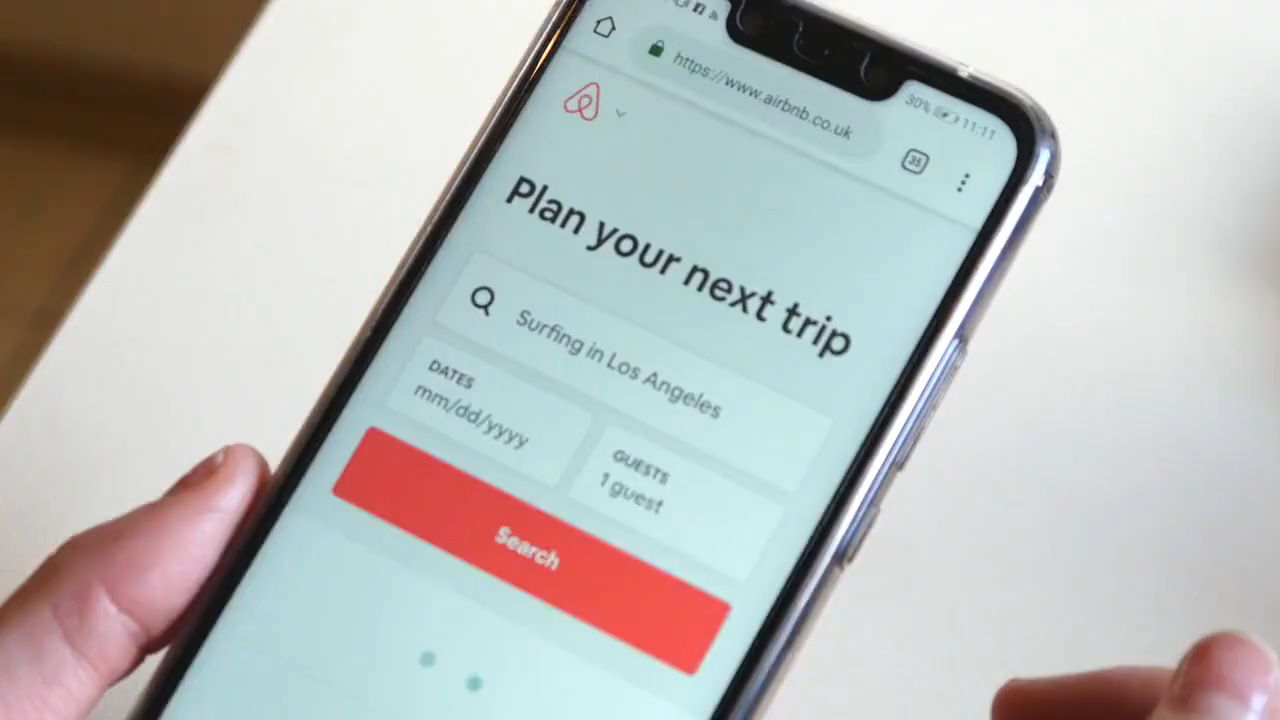 30% 11:11
https://www.airbnb.co.uk
35
Plan your next trip
Surfing in Los Angeles
DATES
mm/dd/yyyy
GUESTS
1 guest
Search